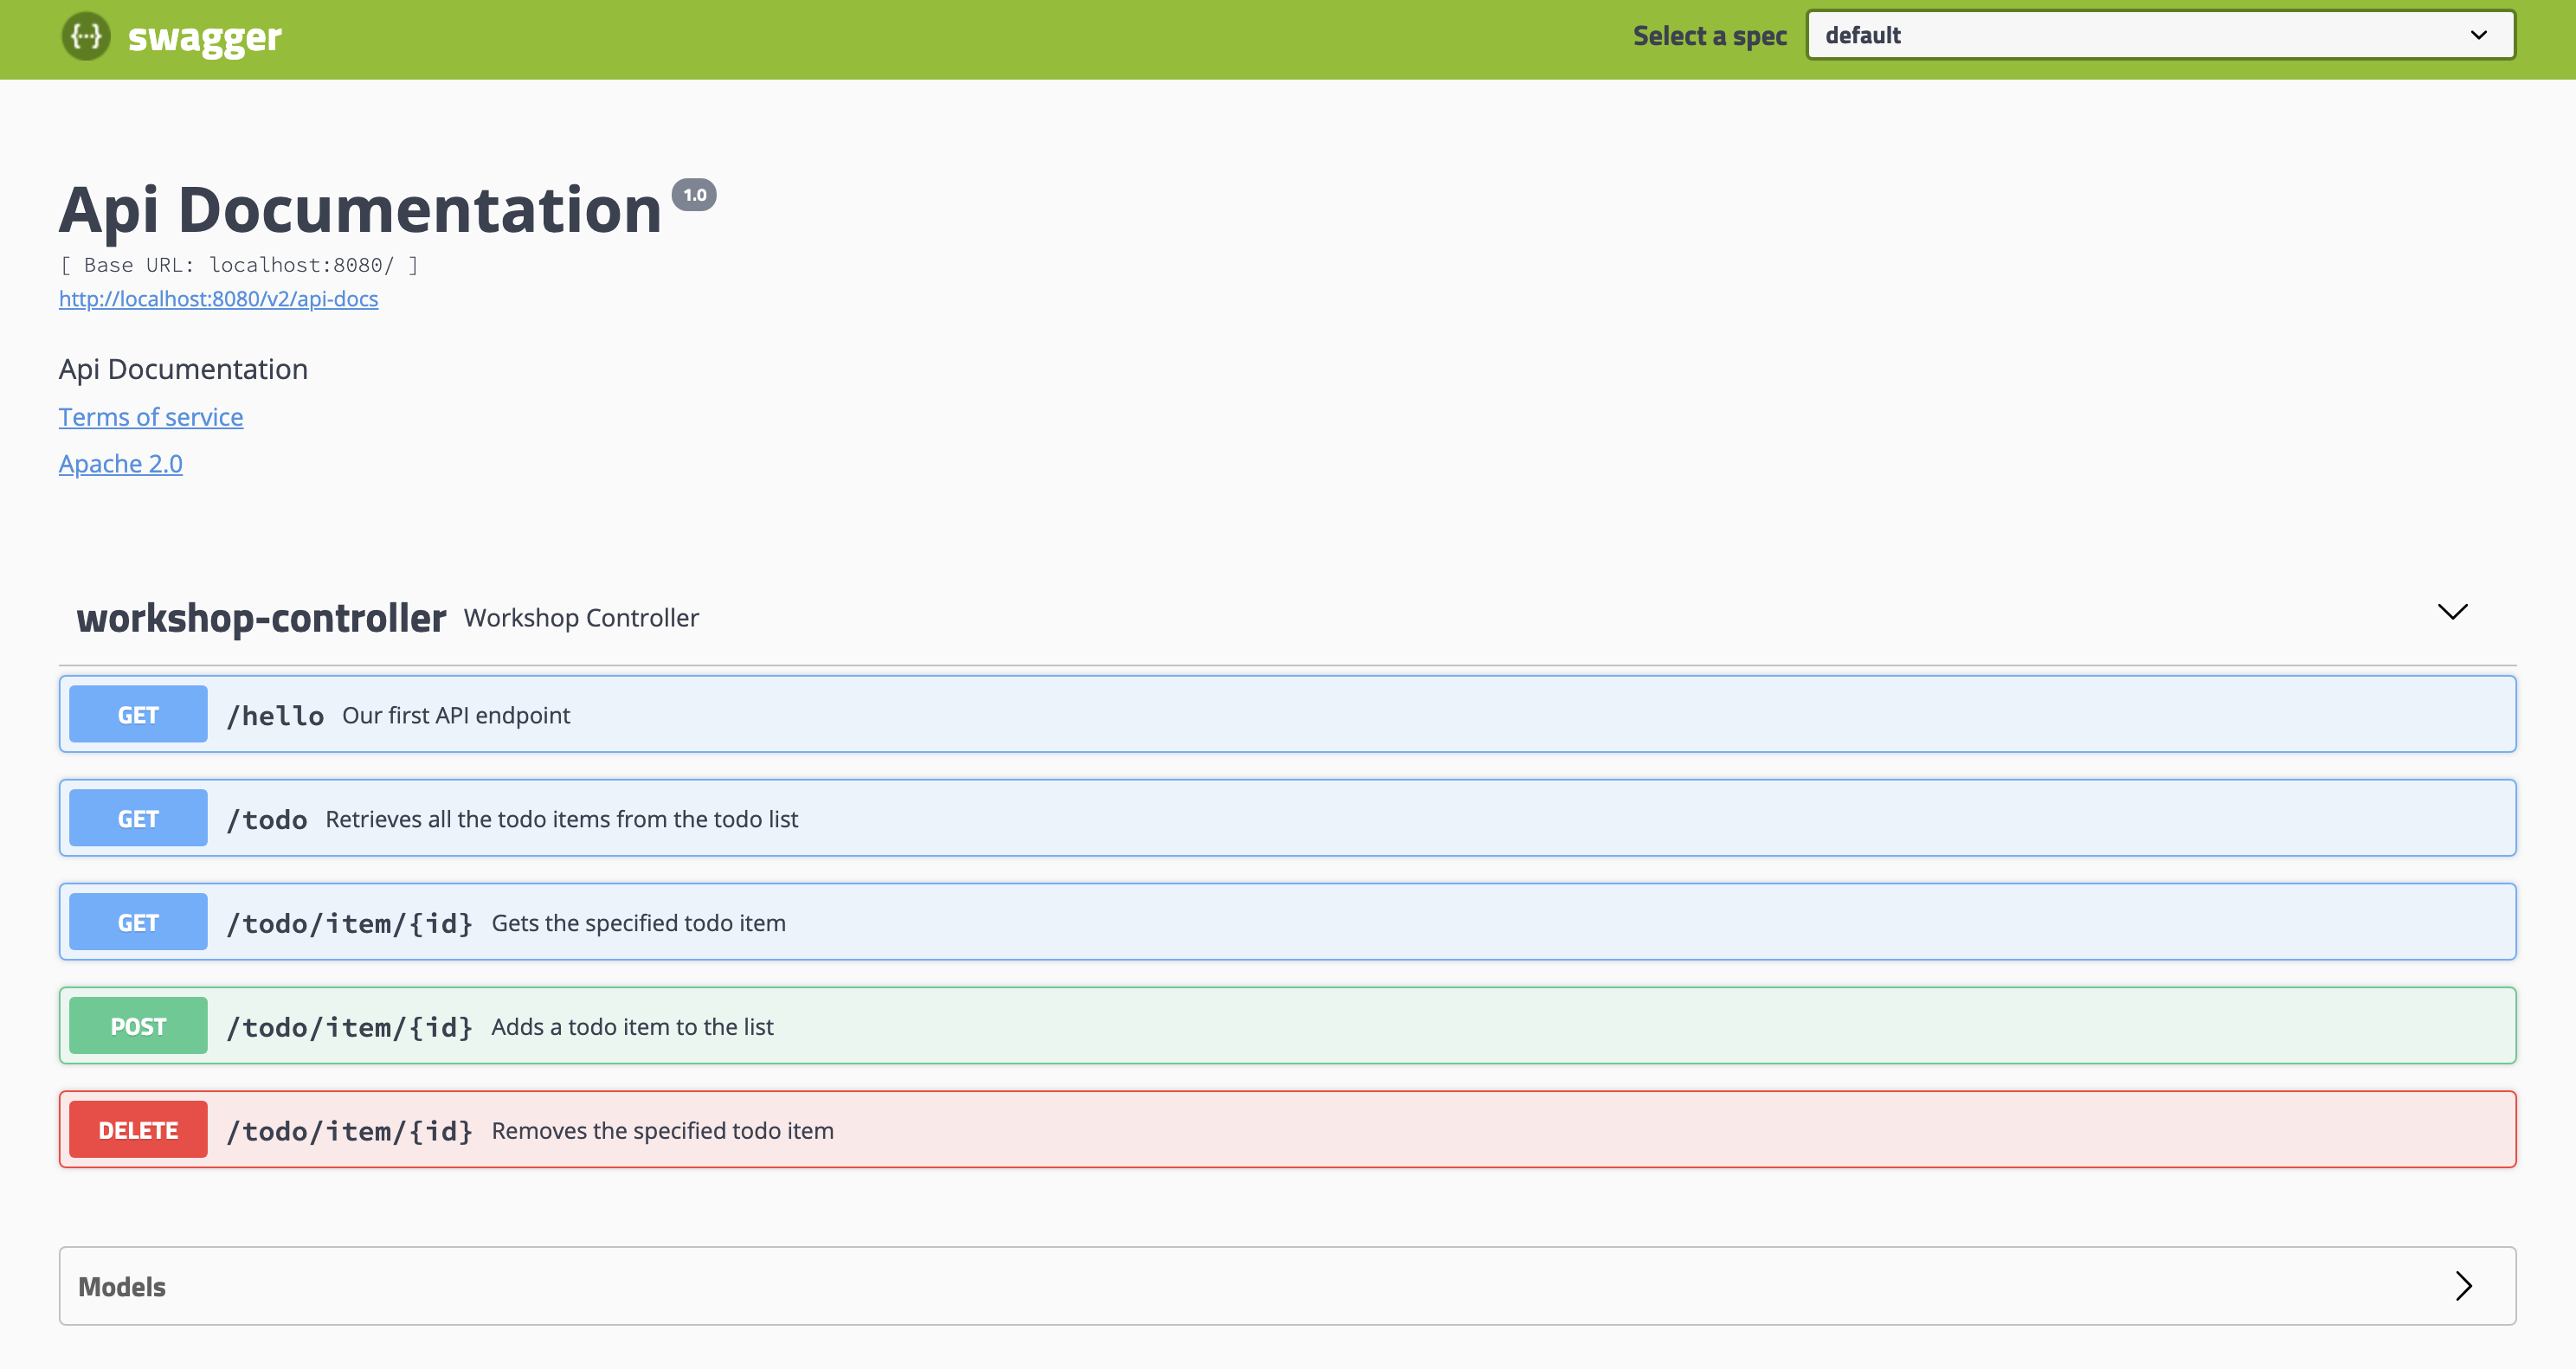 {...} swagger
Select a spec default
Api Documentation 1.0
[ Base URL: localhost:8080/ ]
http://localhost:8080/v2/api-docs
Api Documentation
Terms of service
Apache 2.0
workshop-controller Workshop Controller
GET /hello Our first API endpoint
GET /todo Retrieves all the todo items from the todo list
GET /todo/item/{id} Gets the specified todo item
POST /todo/item/{id} Adds a todo item to the list
DELETE /todo/item/{id} Removes the specified todo item
Models